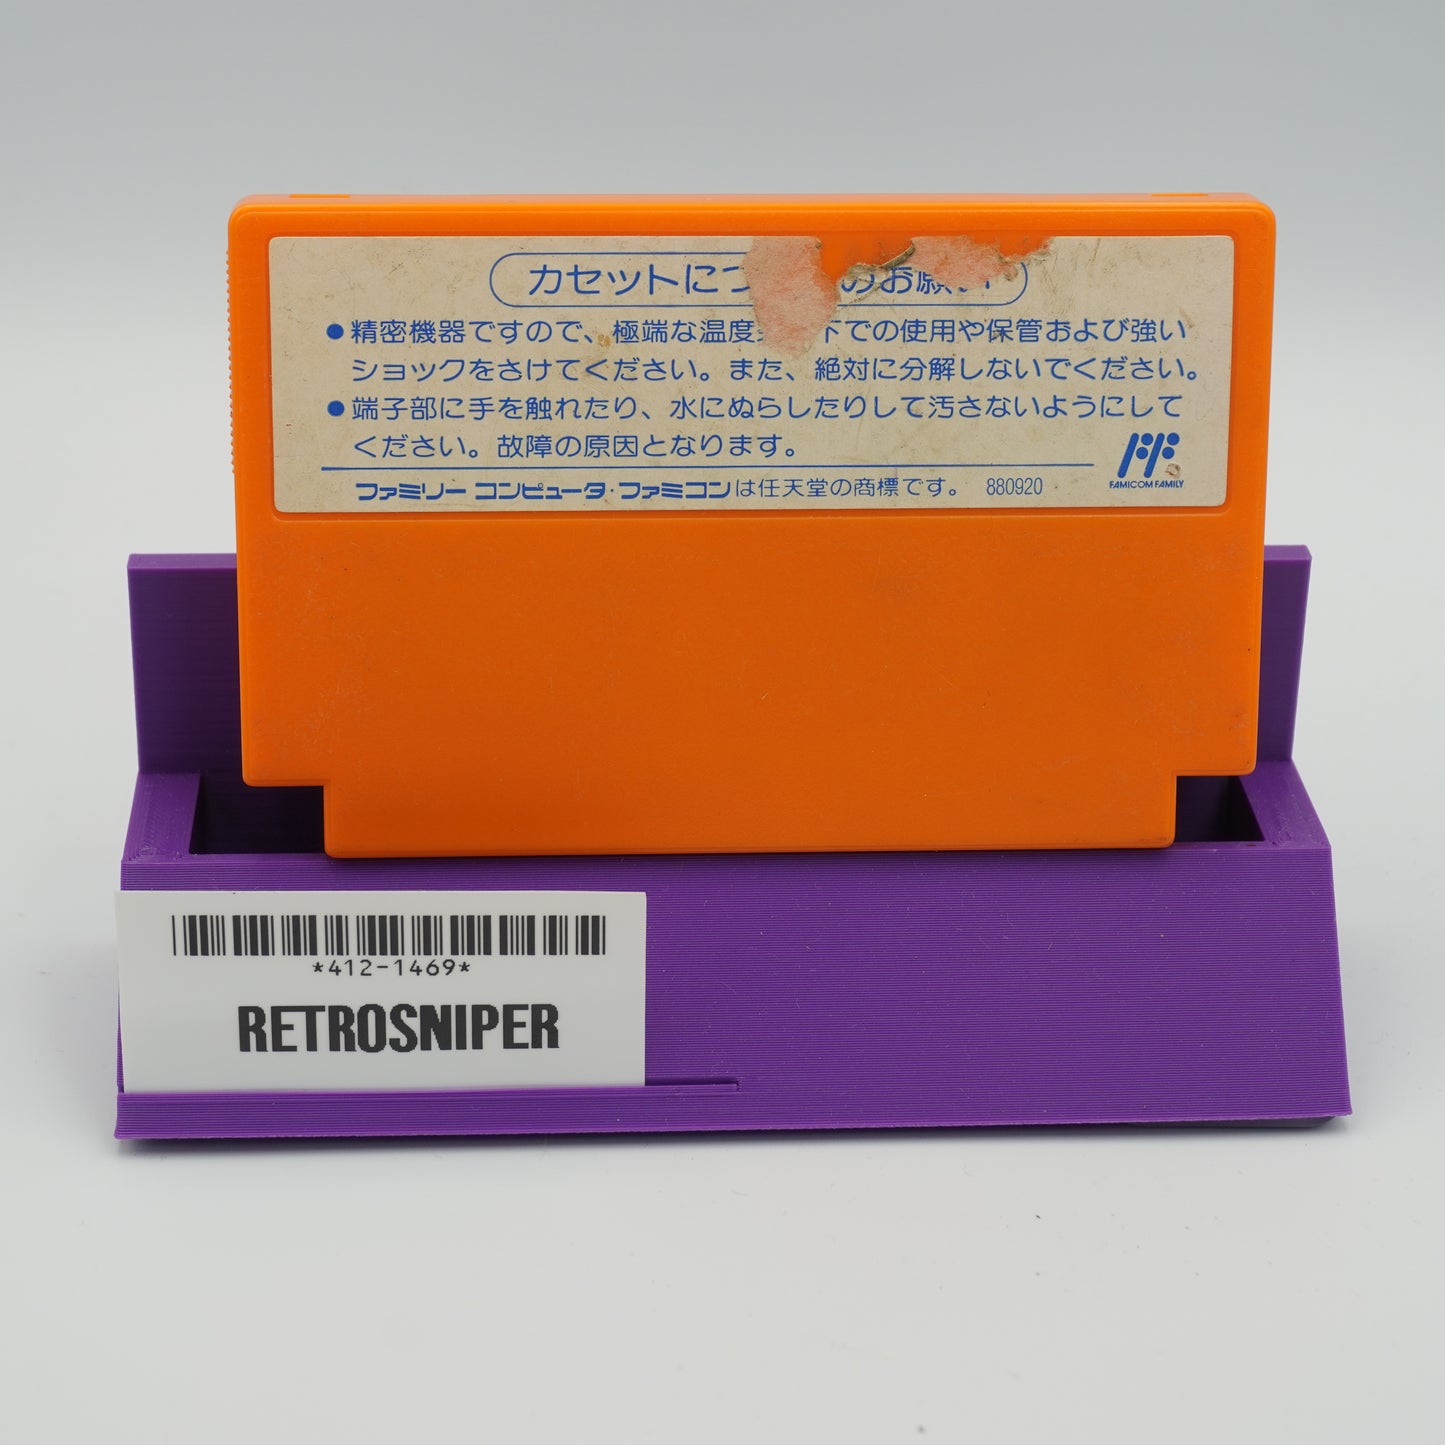 カセットにつ のお願い
●精密機器ですので、極端な温度 下での使用や保管および強い
ショックをさけてください。また、絶対に分解しないでください。
●端子部に手を触れたり、水にぬらしたりして汚さないようにして
ください。故障の原因となります。
FAMICOM FAMILY
ファミリー コンピュータ・ファミコンは任天堂の商標です。 880920
*412-1469*
RETROSNIPER